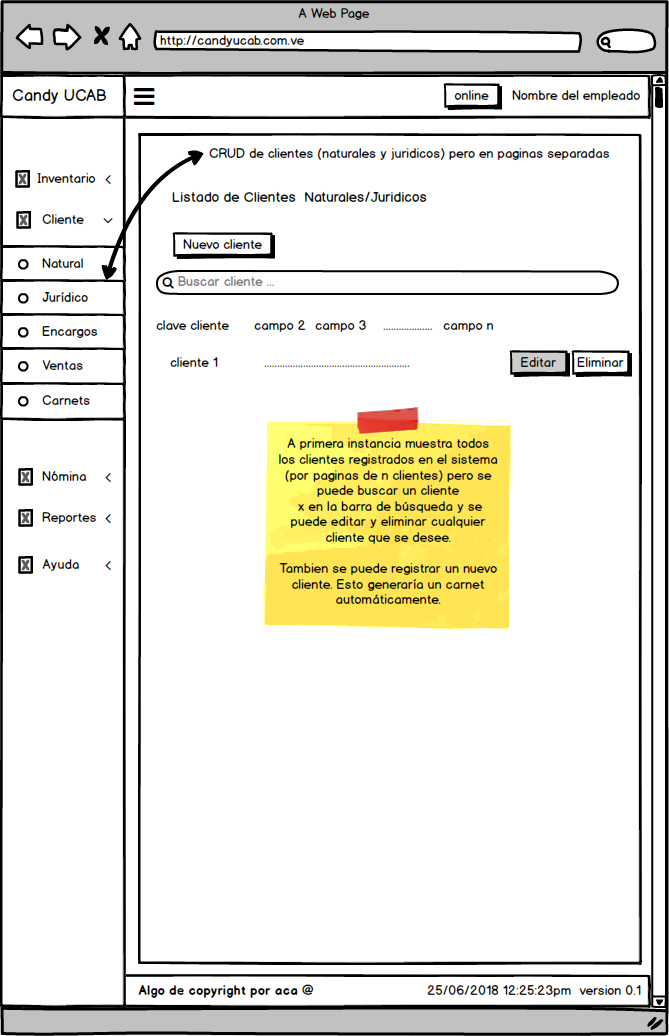 A Web Page
http://candyucab.com.ve
Candy UCAB
online
Nombre del empleado
Inventario
Cliente
Natural
Jurídico
Encargos
Ventas
Carnets
Nómina
Reportes
Ayuda
CRUD de clientes (naturales y juridicos) pero en paginas separadas
Listado de Clientes Naturales/Juridicos
Nuevo cliente
Buscar cliente ...
clave cliente campo 2 campo 3 ................... campo n
cliente 1 ........................................................ Editar Eliminar
A primera instancia muestra todos
los clientes registrados en el sistema
(por paginas de n clientes) pero se
puede buscar un cliente
x en la barra de búsqueda y se
puede editar y eliminar cualquier
cliente que se desee.
Tambien se puede registrar un nuevo
cliente. Esto generaría un carnet
automáticamente.
Algo de copyright por aca @
25/06/2018 12:25:23pm version 0.1